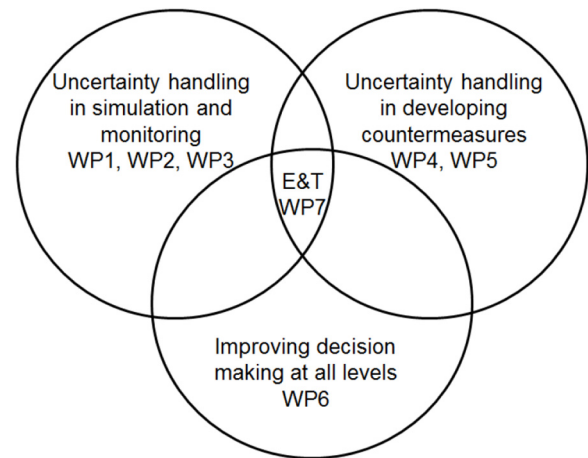 Uncertainty handling
in simulation and
monitoring
WP1, WP2, WP3
Uncertainty handling
in developing
countermeasures
WP4, WP5
E&T
WP7
Improving decision
making at all levels
WP6